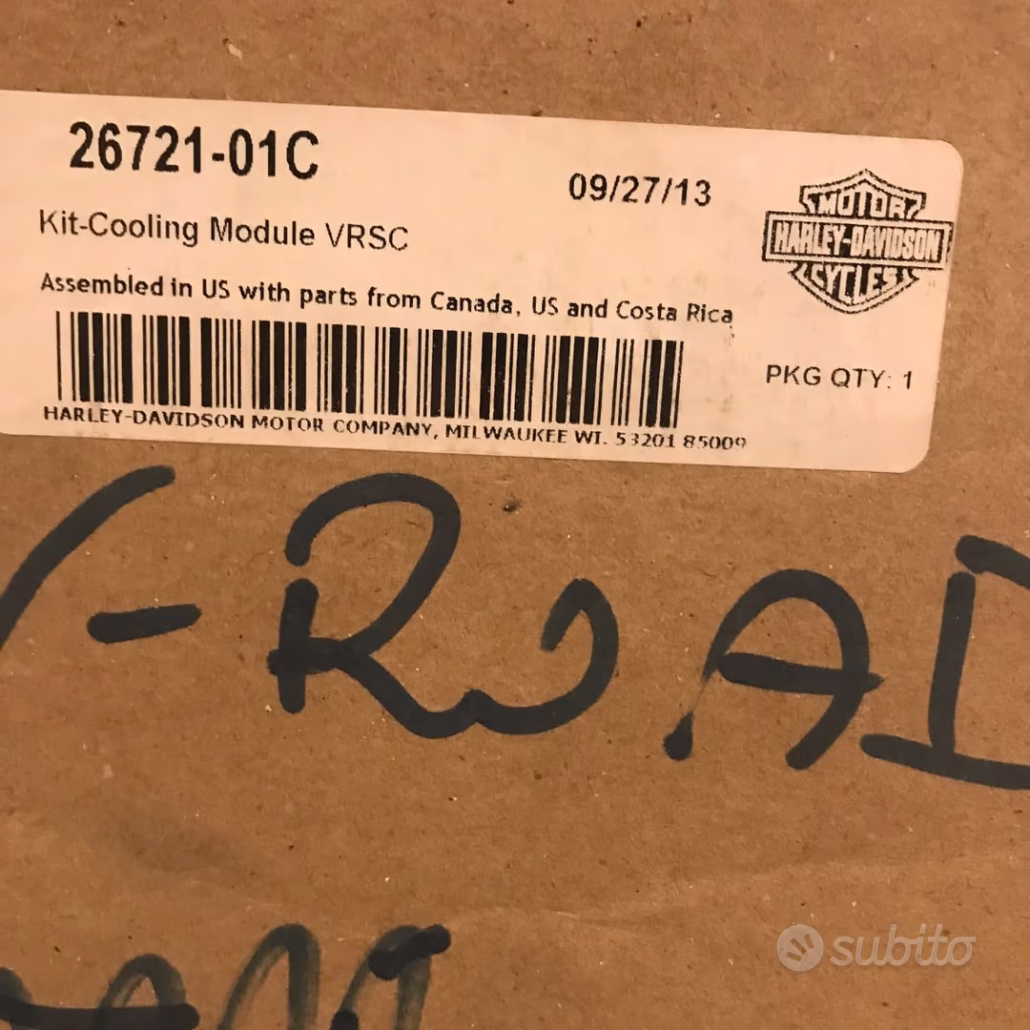 26721-01C
09/27/13
MOTOR
HARLEY-DAVIDSON
CYCLES
Kit-Cooling Module VRSC
Assembled in US with parts from Canada, US and Costa Rica
PKG QTY: 1
HARLEY-DAVIDSON MOTOR COMPANY, MILWAUKEE WI. 53201 85009
V-ROAD
subito